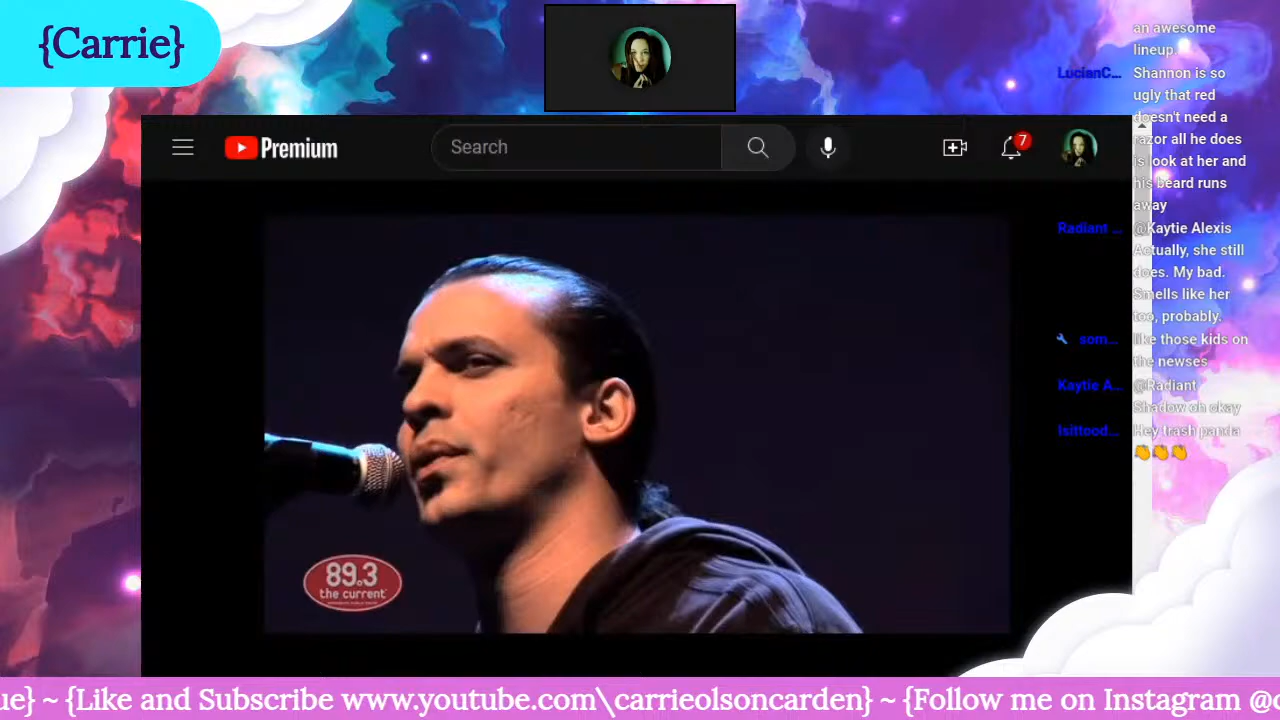 {Carrie}
Premium
Search
7
89.3
the current
an awesome
lineup.
LucianC...
Shannon is so
ugly that red
doesn't need a
razor all he does
is look at her and
his beard runs
away
Radiant ...
@Kaytie Alexis
Actually, she still
does. My bad.
Smells like her
too, probably.
som...
like those kids on
the newses
Kaytie A...
@Radiant
Shadow oh okay
Isittood...
Hey trash panda
👏👏👏
ue} ~ {Like and Subscribe www.youtube.com\carrieolsoncarden} ~ {Follow me on Instagram @c